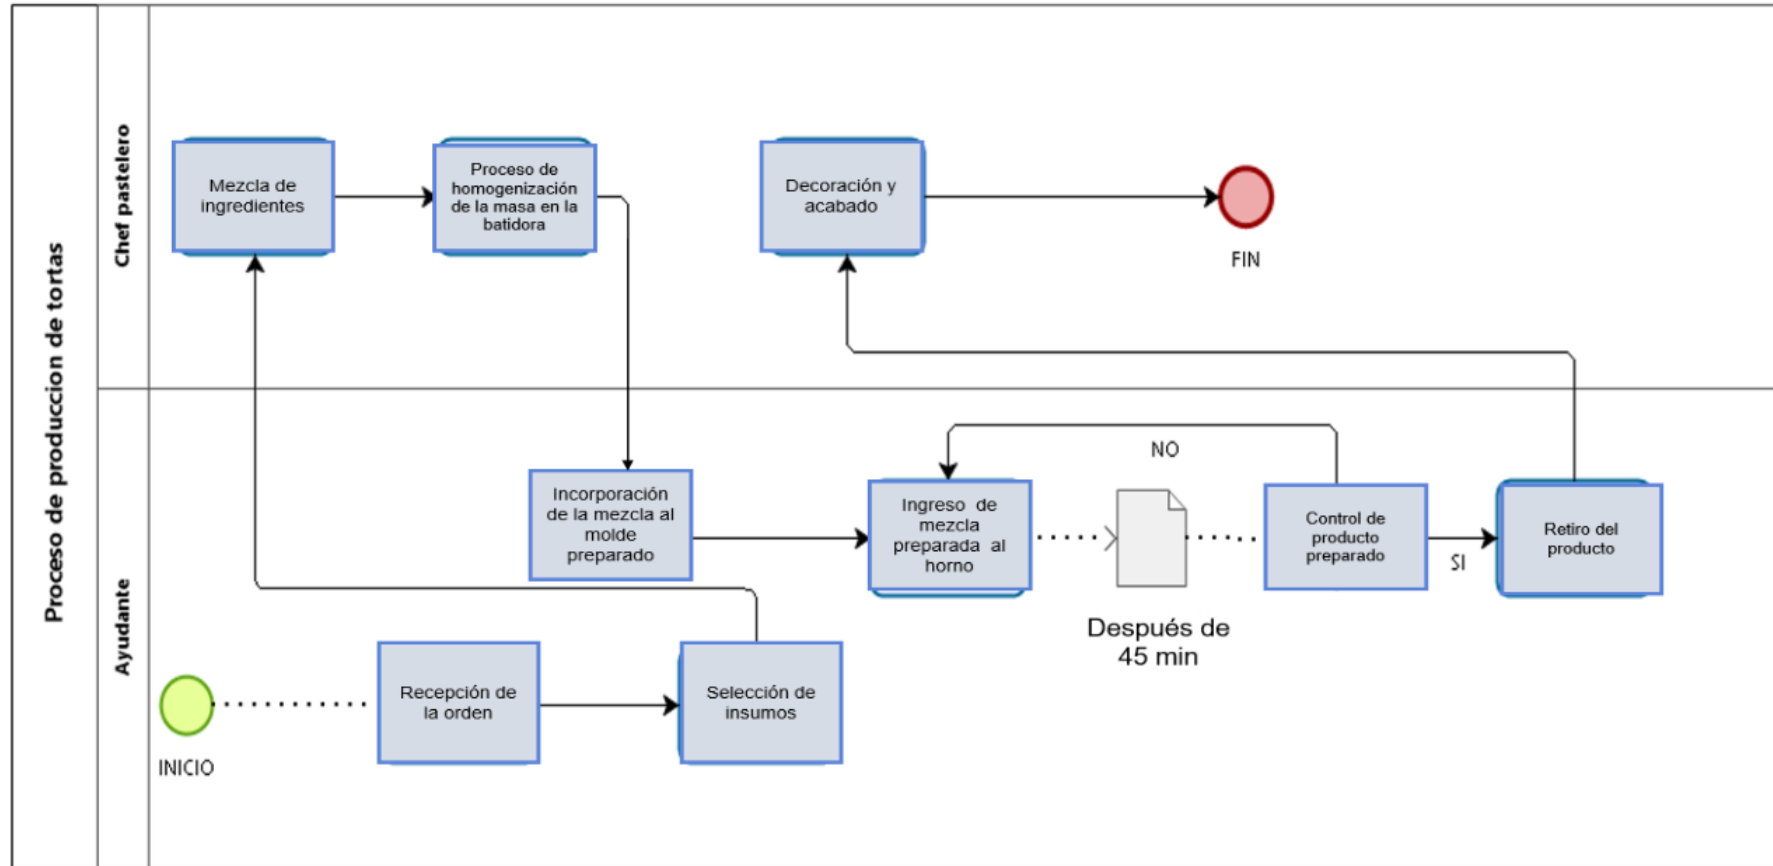 Proceso de produccion de tortas
Chef pastelero
Mezcla de
ingredientes
Proceso de
homogenización
de la masa en la
batidora
Decoración y
acabado
FIN
Ayudante
Incorporación
de la mezcla al
molde
preparado
Ingreso de
mezcla
preparada al
horno
NO
Después de
45 min
Control de
producto
preparado
SI
Retiro del
producto
INICIO
Recepción de
la orden
Selección de
insumos